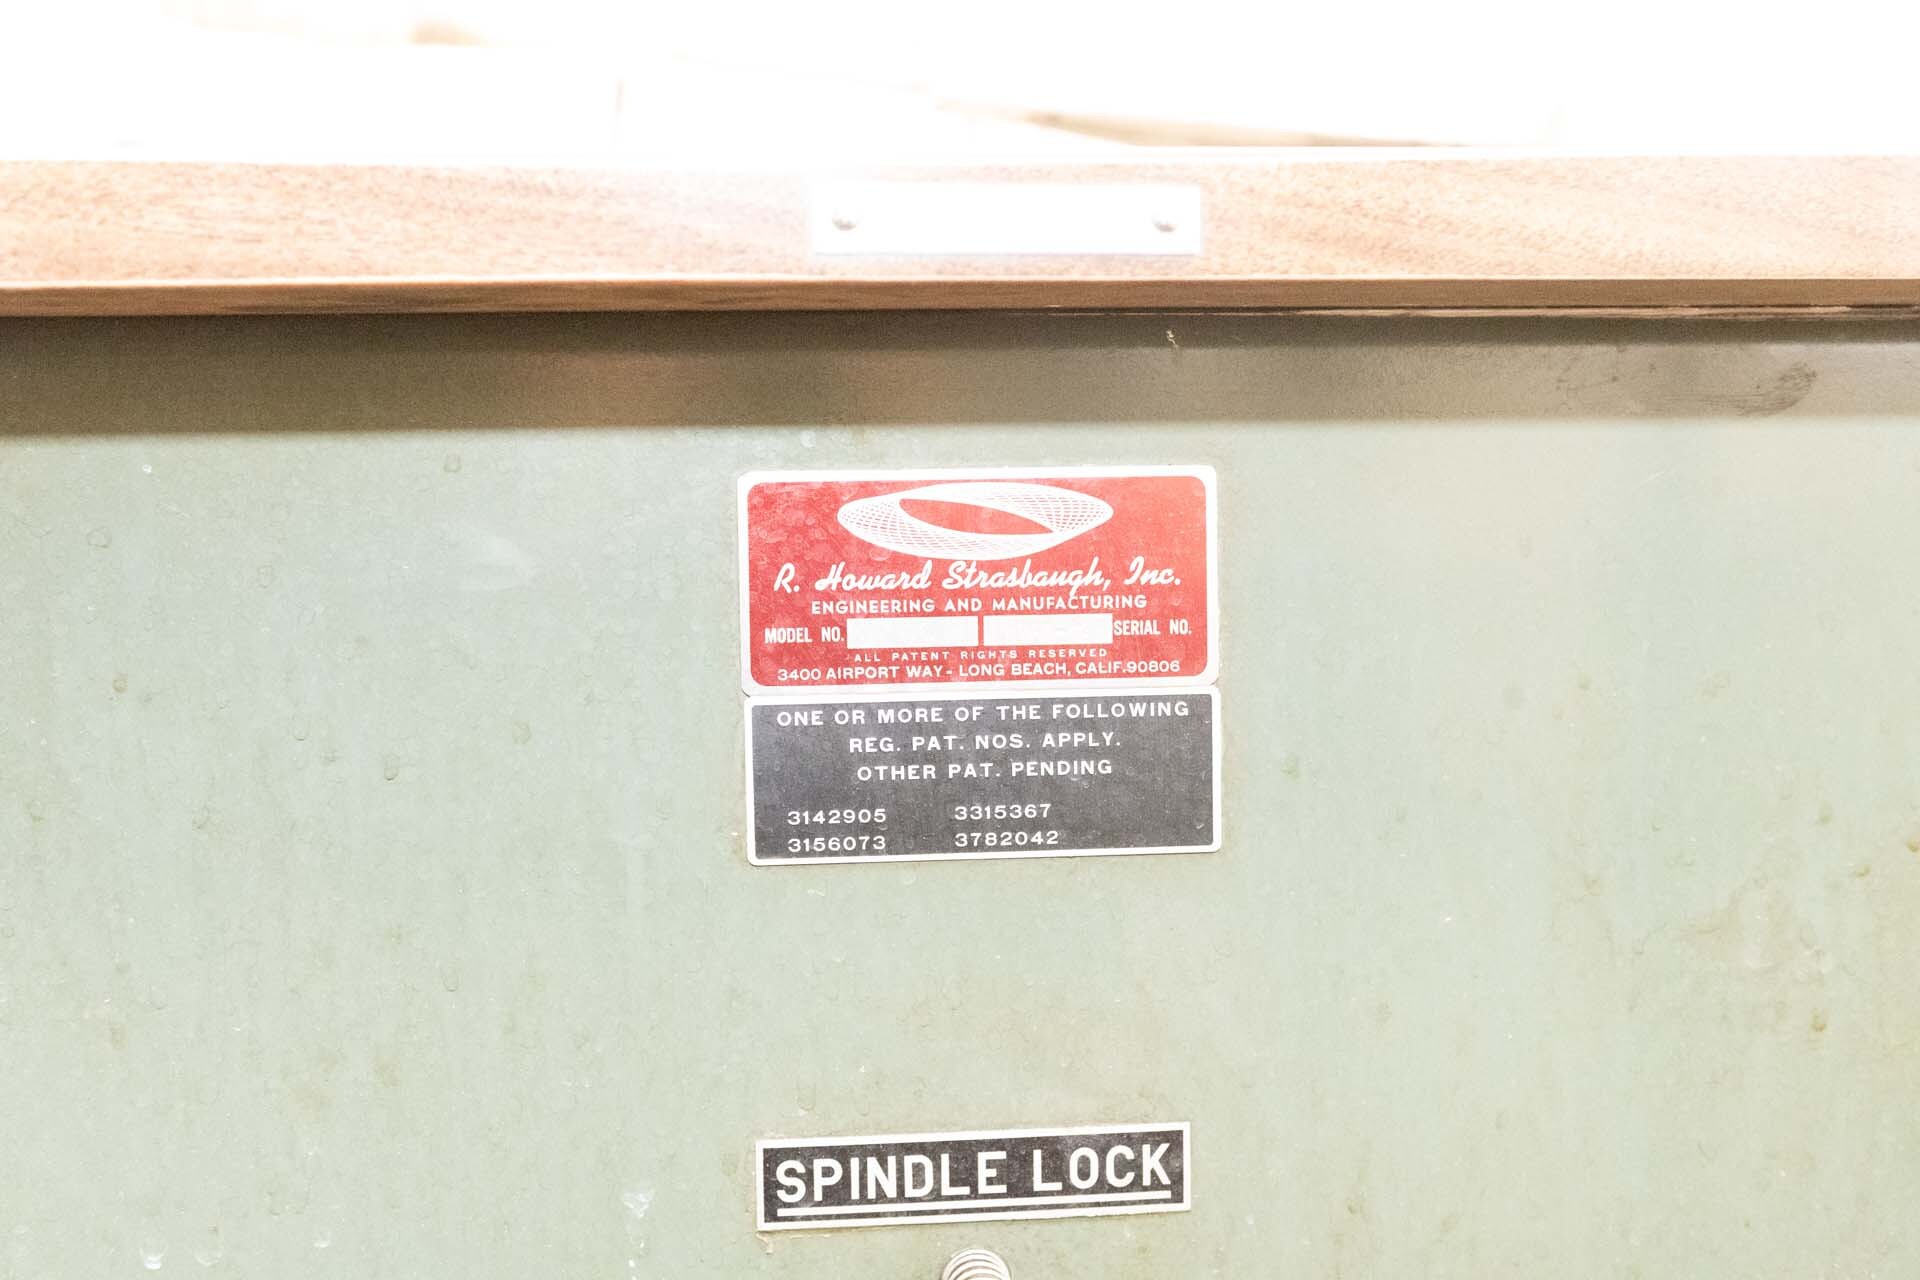 R. Howard Strasbaugh, Inc.
ENGINEERING AND MANUFACTURING
MODEL NO. SERIAL NO.
ALL PATENT RIGHTS RESERVED
3400 AIRPORT WAY - LONG BEACH, CALIF. 90806
ONE OR MORE OF THE FOLLOWING
REG. PAT. NOS. APPLY.
OTHER PAT. PENDING
3142905 3315367
3156073 3782042
SPINDLE LOCK